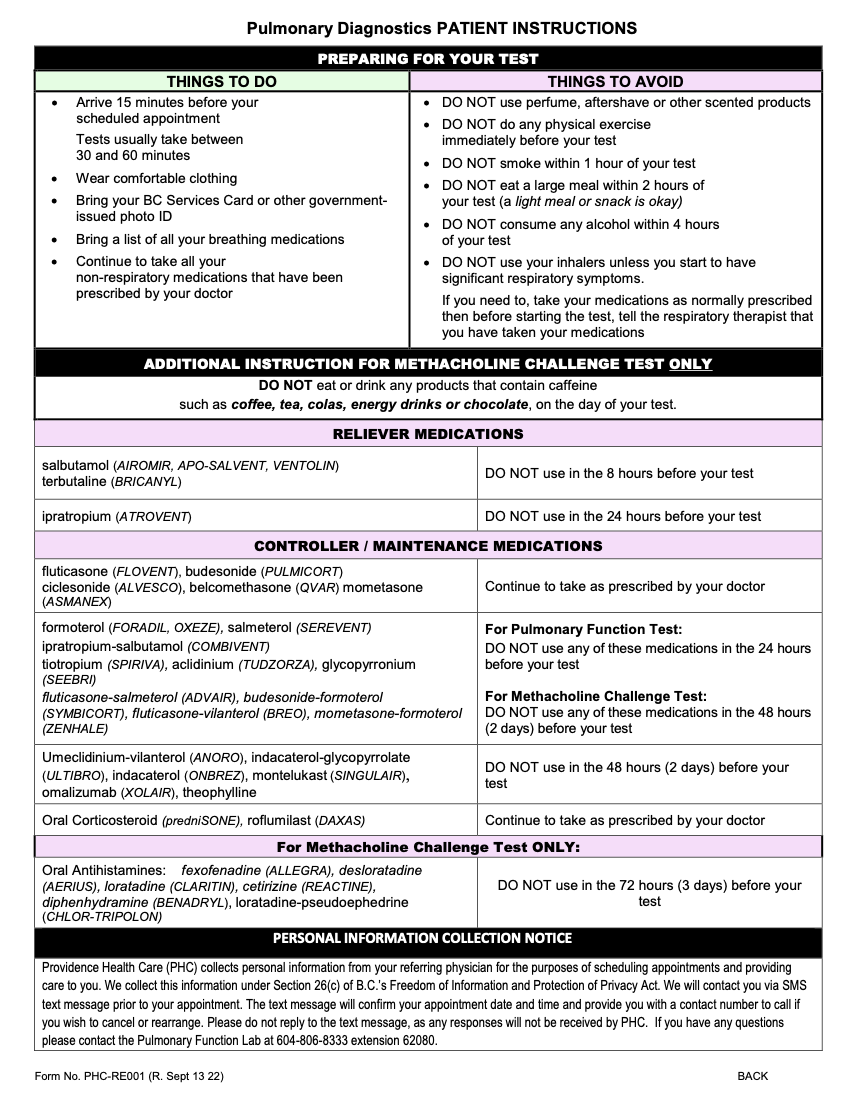 Pulmonary Diagnostics PATIENT INSTRUCTIONS
PREPARING FOR YOUR TEST
THINGS TO DO
• Arrive 15 minutes before your
scheduled appointment
Tests usually take between
30 and 60 minutes
• Wear comfortable clothing
• Bring your BC Services Card or other government-
issued photo ID
• Bring a list of all your breathing medications
• Continue to take all your
non-respiratory medications that have been
prescribed by your doctor
THINGS TO AVOID
• DO NOT use perfume, aftershave or other scented products
• DO NOT do any physical exercise
immediately before your test
• DO NOT smoke within 1 hour of your test
• DO NOT eat a large meal within 2 hours of
your test (a light meal or snack is okay)
• DO NOT consume any alcohol within 4 hours
of your test
• DO NOT use your inhalers unless you start to have
significant respiratory symptoms.
If you need to, take your medications as normally prescribed
then before starting the test, tell the respiratory therapist that
you have taken your medications
ADDITIONAL INSTRUCTION FOR METHACHOLINE CHALLENGE TEST ONLY
DO NOT eat or drink any products that contain caffeine
such as coffee, tea, colas, energy drinks or chocolate, on the day of your test.
RELIEVER MEDICATIONS
salbutamol (AIROMIR, APO-SALVENT, VENTOLIN)
terbutaline (BRICANYL)
DO NOT use in the 8 hours before your test
ipratropium (ATROVENT)
DO NOT use in the 24 hours before your test
CONTROLLER / MAINTENANCE MEDICATIONS
fluticasone (FLOVENT), budesonide (PULMICORT)
ciclesonide (ALVESCO), belcomethasone (QVAR) mometasone
(ASMANEX)
Continue to take as prescribed by your doctor
formoterol (FORADIL, OXEZE), salmeterol (SEREVENT)
ipratropium-salbutamol (COMBIVENT)
tiotropium (SPIRIVA), aclidinium (TUDZORZA), glycopyrronium
(SEEBRI)
fluticasone-salmeterol (ADVAIR), budesonide-formoterol
(SYMBICORT), fluticasone-vilanterol (BREO), mometasone-formoterol
(ZENHALE)
For Pulmonary Function Test:
DO NOT use any of these medications in the 24 hours
before your test
For Methacholine Challenge Test:
DO NOT use any of these medications in the 48 hours
(2 days) before your test
Umeclidinium-vilanterol (ANORO), indacaterol-glycopyrrolate
(ULTIBRO), indacaterol (ONBREZ), montelukast (SINGULAIR),
omalizumab (XOLAIR), theophylline
DO NOT use in the 48 hours (2 days) before your
test
Oral Corticosteroid (predniSONE), roflumilast (DAXAS)
Continue to take as prescribed by your doctor
For Methacholine Challenge Test ONLY:
Oral Antihistamines: fexofenadine (ALLEGRA), desloratadine
(AERIUS), loratadine (CLARITIN), cetirizine (REACTINE),
diphenhydramine (BENADRYL), loratadine-pseudoephedrine
(CHLOR-TRIPOLON)
DO NOT use in the 72 hours (3 days) before your
test
PERSONAL INFORMATION COLLECTION NOTICE
Providence Health Care (PHC) collects personal information from your referring physician for the purposes of scheduling appointments and providing
care to you. We collect this information under Section 26(c) of B.C.'s Freedom of Information and Protection of Privacy Act. We will contact you via SMS
text message prior to your appointment. The text message will confirm your appointment date and time and provide you with a contact number to call if
you wish to cancel or rearrange. Please do not reply to the text message, as any responses will not be received by PHC. If you have any questions
please contact the Pulmonary Function Lab at 604-806-8333 extension 62080.
Form No. PHC-RE001 (R. Sept 13 22)
BACK